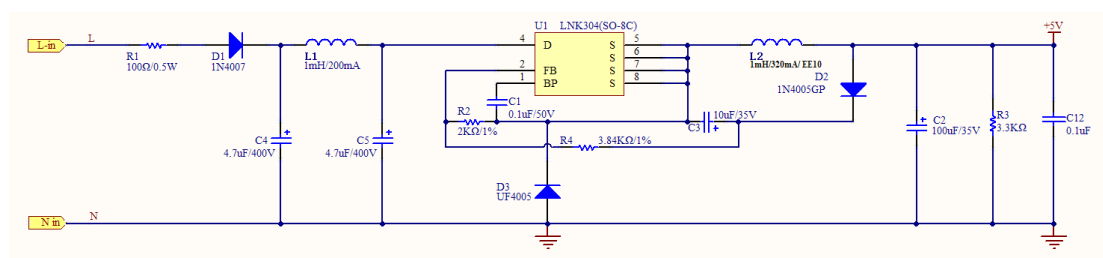 U1 LNK304(SO-8C)
+5V
L-in
L
R1
100Ω/0.5W
D1
1N4007
L1
1mH/200mA
4
D
S
5
S
6
2
FB
S
7
1
BP
S
8
L2
1mH/320mA/ EE10
D2
1N4005GP
C1
0.1uF/50V
R2
2KΩ/1%
C3
10uF/35V
R4
3.84KΩ/1%
C4
4.7uF/400V
C5
4.7uF/400V
C2
100uF/35V
R3
3.3KΩ
C12
0.1uF
D3
UF4005
N in
N